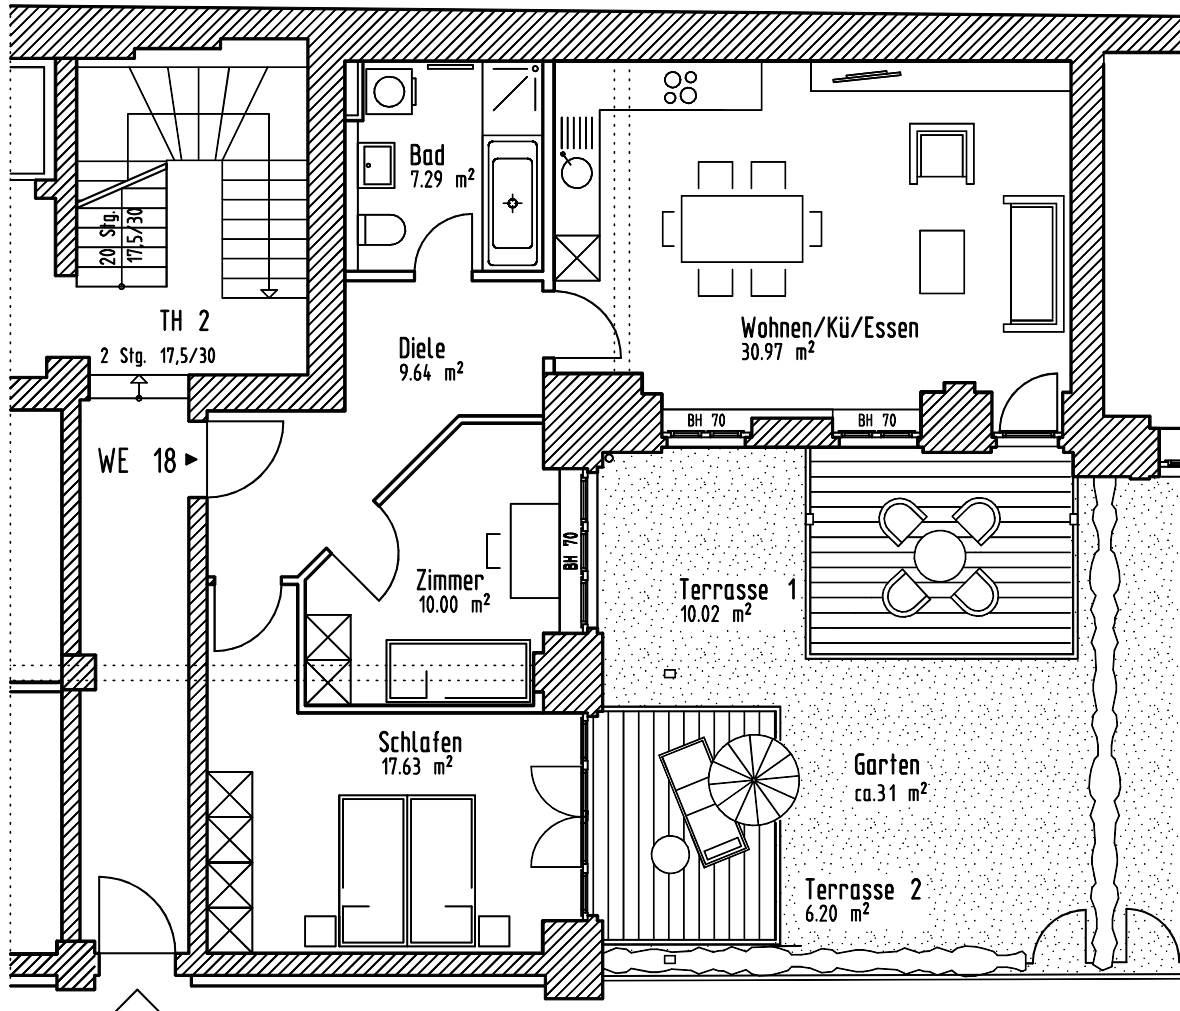 Bad
7.29 m²
20 Stg.
17,5/30
TH 2
2 Stg. 17,5/30
Diele
9.64 m²
Wohnen/Kü/Essen
30.97 m²
BH 70
BH 70
WE 18
BH 70
Zimmer
10.00 m²
Terrasse 1
10.02 m²
Schlafen
17.63 m²
Garten
ca.31 m²
Terrasse 2
6.20 m²